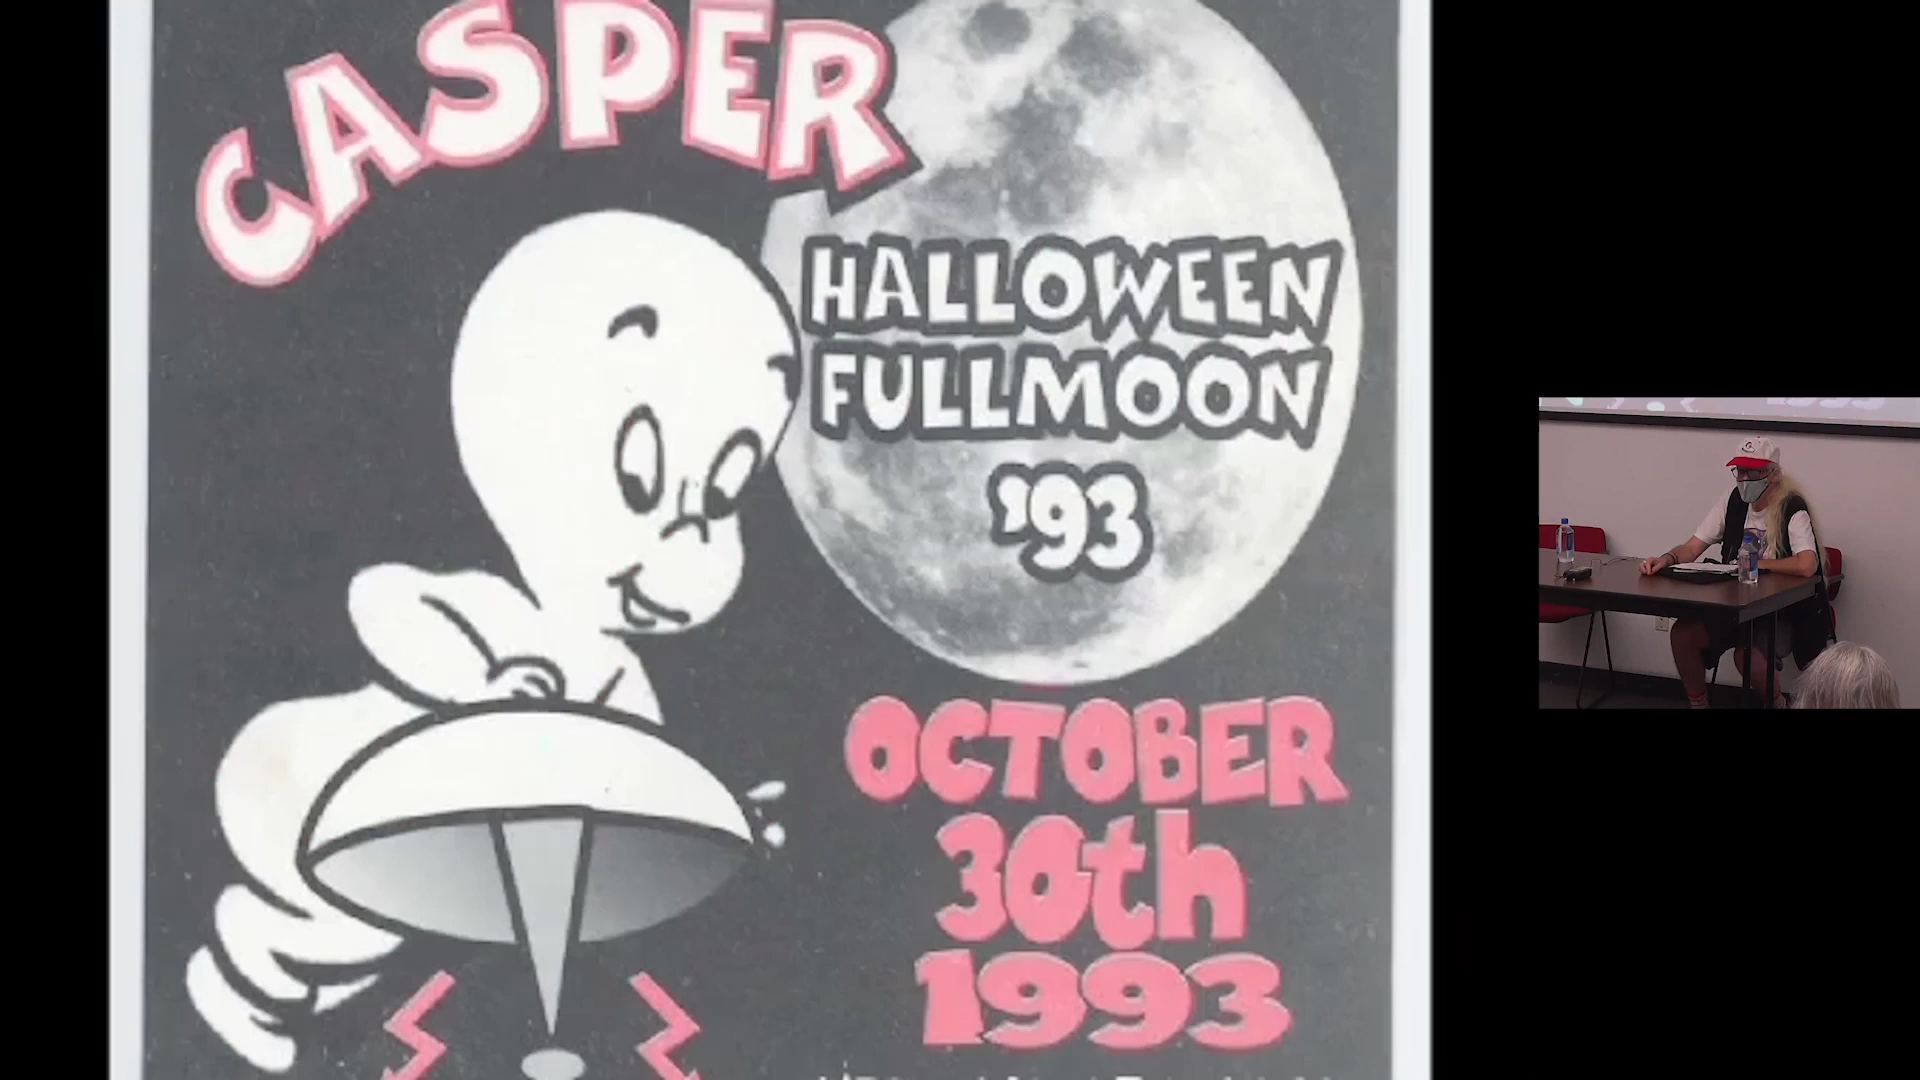 CASPER
HALLOWEEN
FULLMOON
'93
OCTOBER
30th
1993